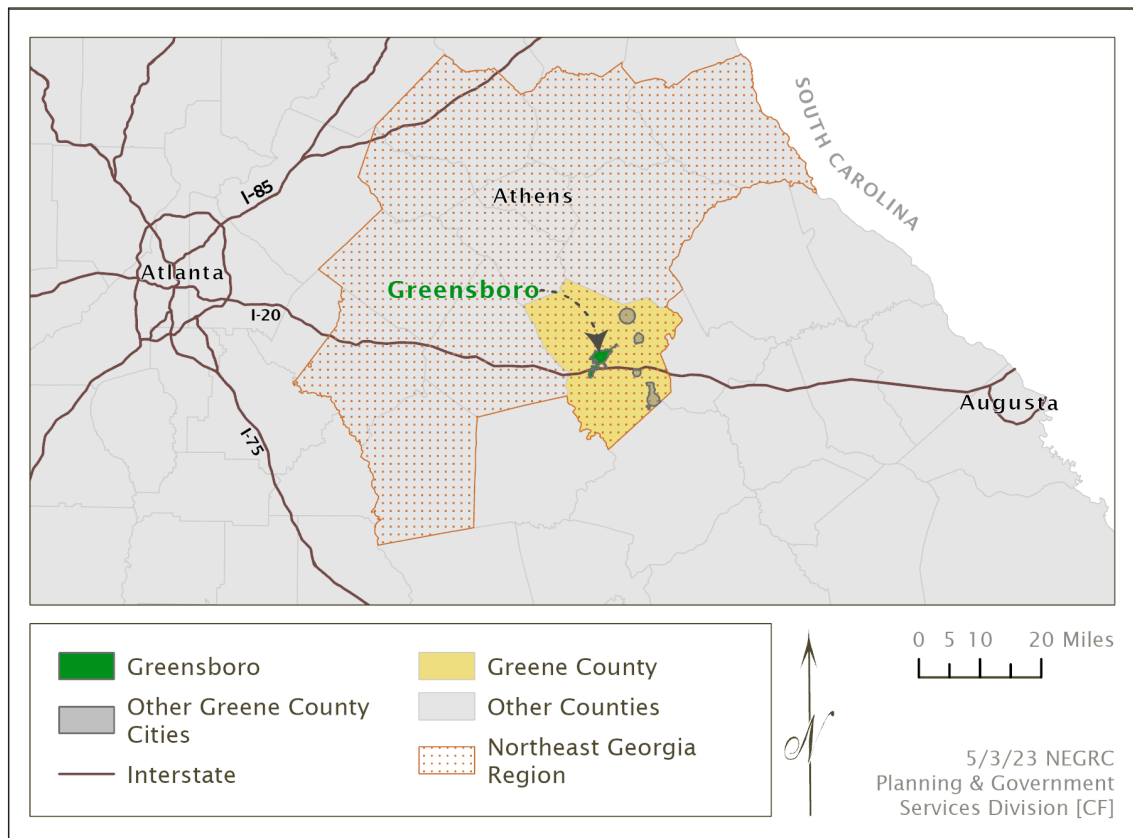 SOUTH CAROLINA
I-85
Athens
Atlanta
Greensboro
I-20
Augusta
I-75
Greensboro
Other Greene County
Cities
Interstate
Greene County
Other Counties
Northeast Georgia
Region
N
0 5 10 20 Miles
5/3/23 NEGRC
Planning & Government
Services Division [CF]